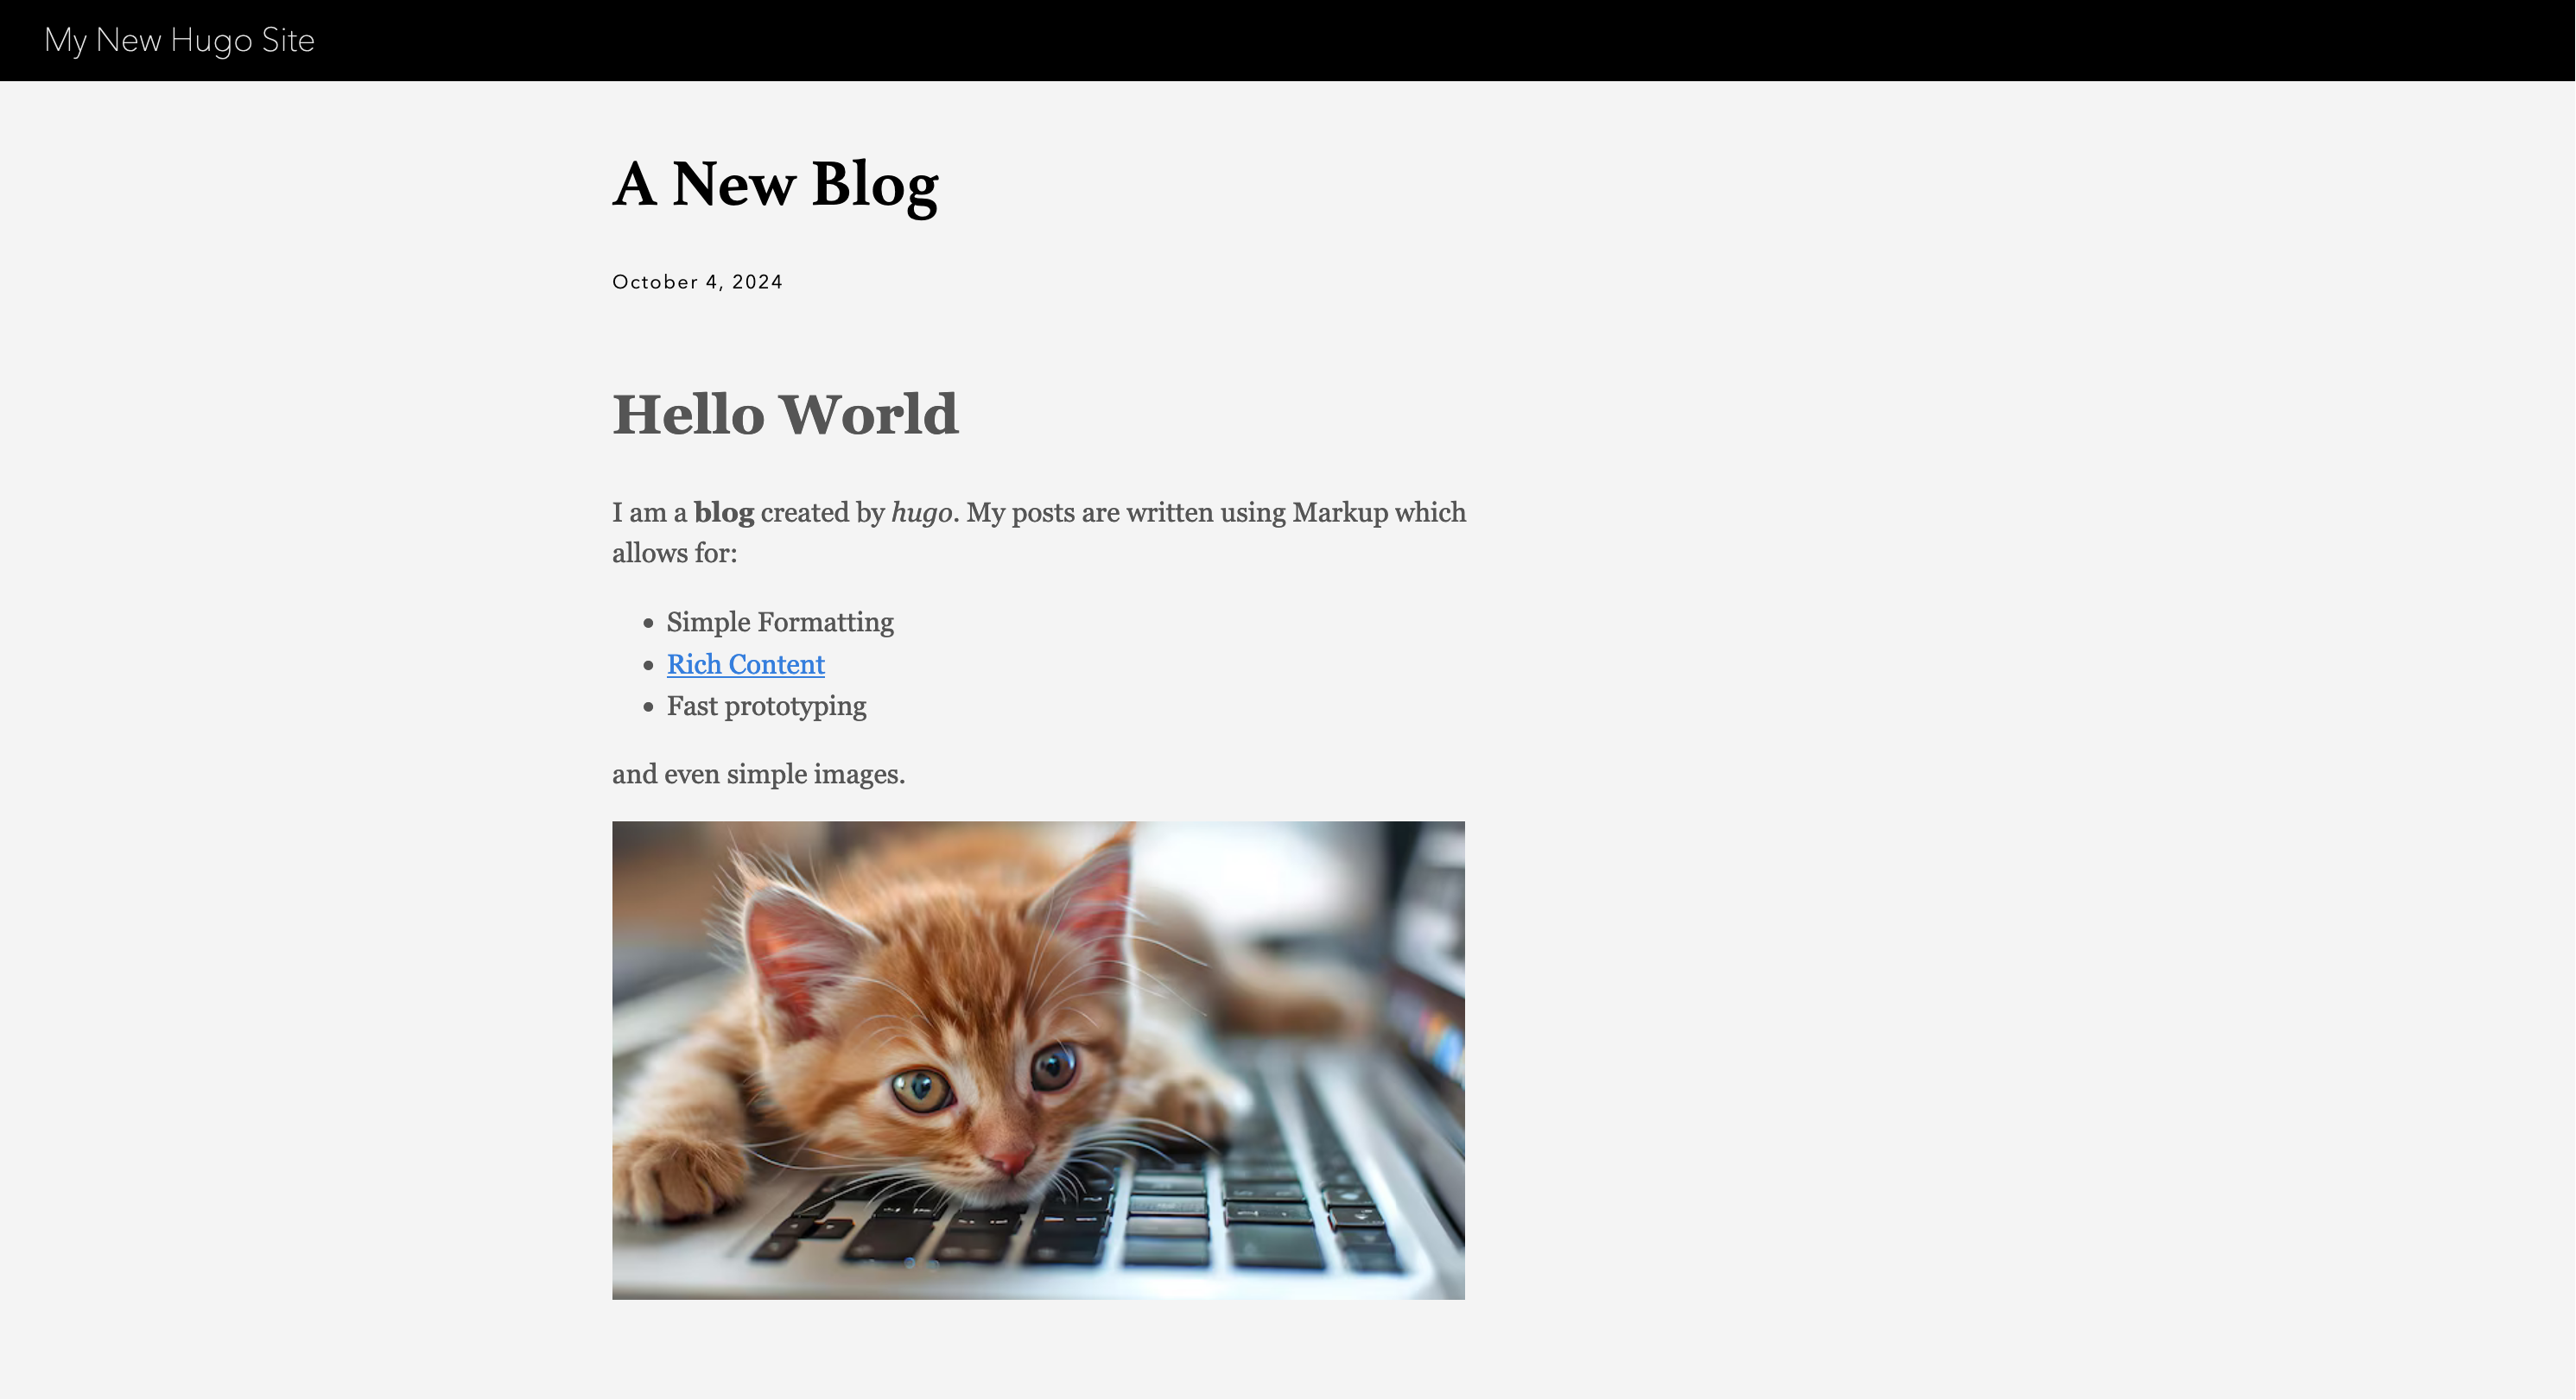 My New Hugo Site
A New Blog
October 4, 2024
Hello World
I am a blog created by hugo. My posts are written using Markup which
allows for:
Simple Formatting
Rich Content
Fast prototyping
and even simple images.